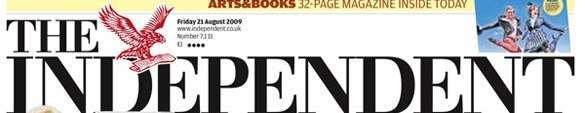 ARTS&BOOKS 32-PAGE MAGAZINE INSIDE TODAY
THE
Friday 21 August 2009
www.independent.co.uk
Number 7,131
£1
INDEPENDENT